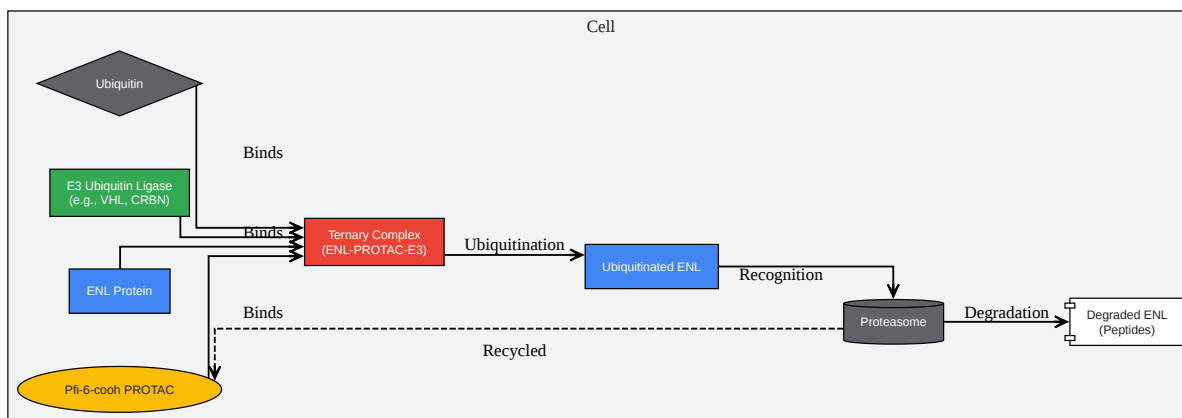 Cell
Ubiquitin
Binds
E3 Ubiquitin Ligase
(e.g., VHL, CRBN)
Binds
Ternary Complex
(ENL-PROTAC-E3)
Ubiquitination
Ubiquitinated ENL
Recognition
ENL Protein
Binds
Recycled
Proteasome
Degradation
Degraded ENL
(Peptides)
Pfi-6-cooh PROTAC